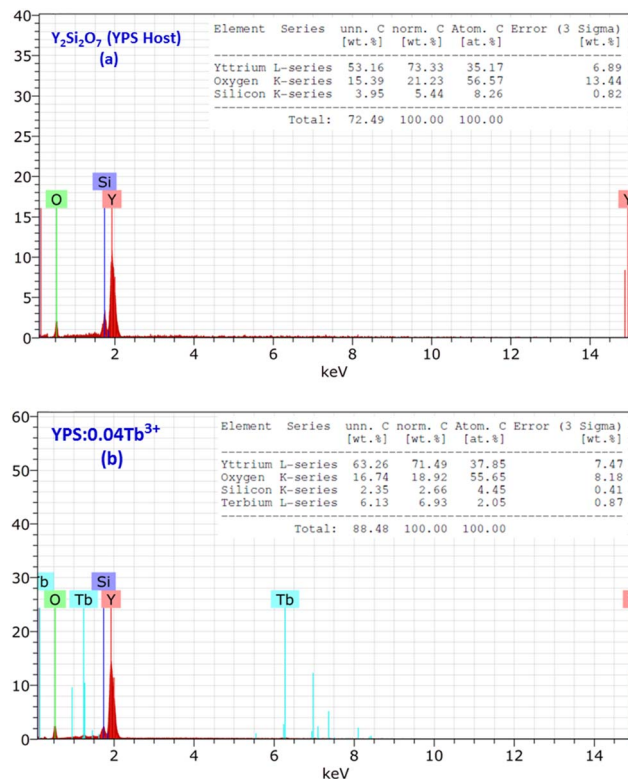 40
35
30
25
20
15
10
5
0
Y₂Si₂O₇ (YPS Host)
(a)
Element Series unn. C norm. C Atom. C Error (3 Sigma)
[wt.%] [wt.%] [at.%] [wt.%]
Yttrium L-series 53.16 73.33 35.17 6.89
Oxygen K-series 15.39 21.23 56.57 13.44
Silicon K-series 3.95 5.44 8.26 0.82
Total: 72.49 100.00 100.00
O Si Y Y
2 4 6 8 10 12 14
keV
60
50
40
30
20
10
0
YPS:0.04Tb³⁺
(b)
Element Series unn. C norm. C Atom. C Error (3 Sigma)
[wt.%] [wt.%] [at.%] [wt.%]
Yttrium L-series 63.26 71.49 37.85 7.47
Oxygen K-series 16.74 18.92 55.65 8.18
Silicon K-series 2.35 2.66 4.45 0.41
Terbium L-series 6.13 6.93 2.05 0.87
Total: 88.48 100.00 100.00
b O Tb Si Y Tb
2 4 6 8 10 12 14
keV